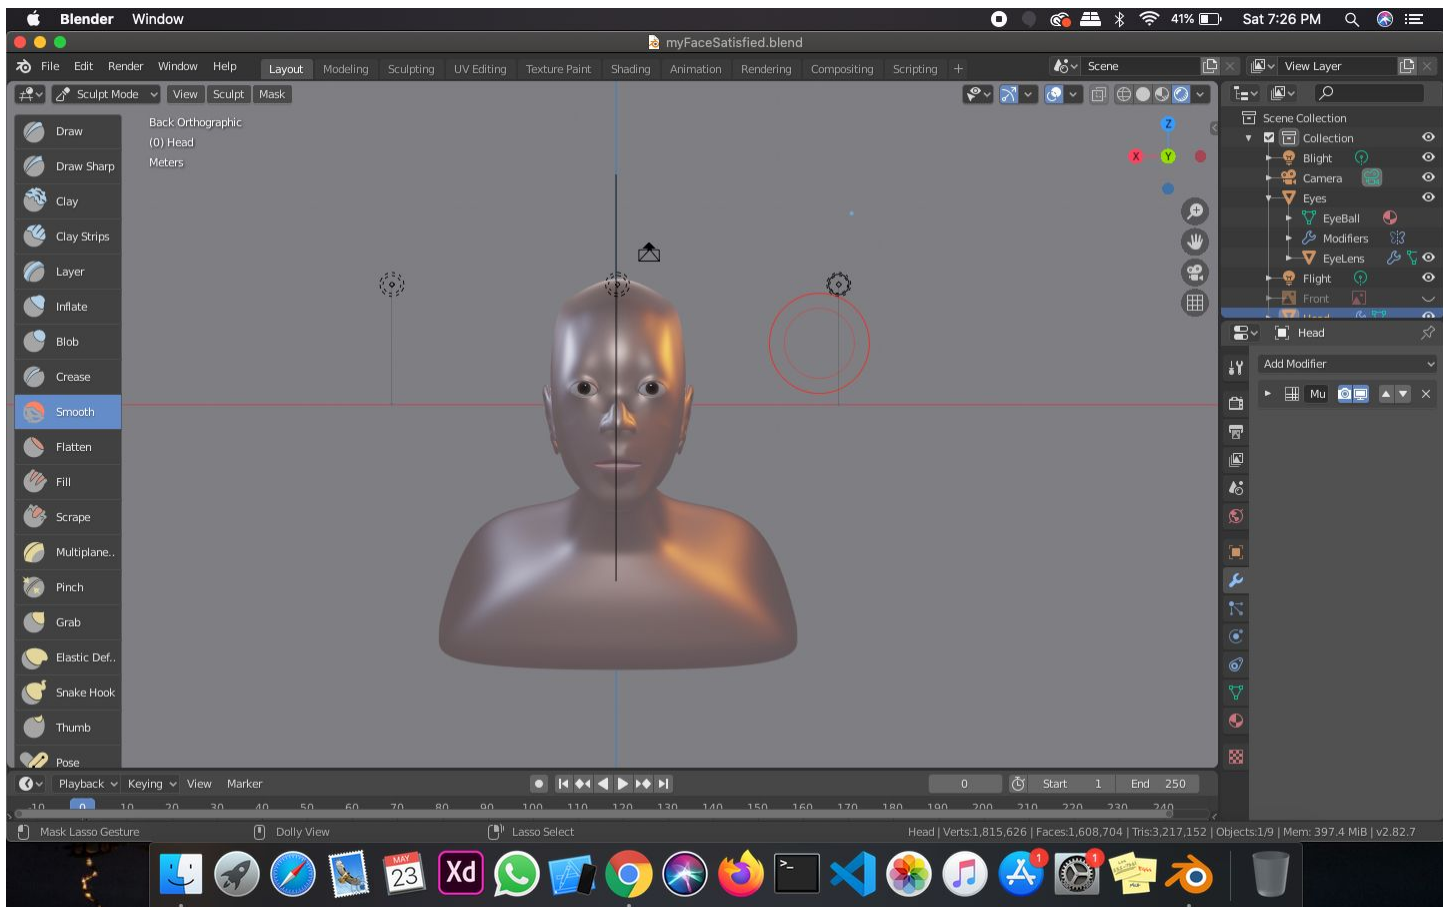 Blender Window
41% Sat 7:26 PM
myFaceSatisfied.blend
File Edit Render Window Help Layout Modeling Sculpting UV Editing Texture Paint Shading Animation Rendering Compositing Scripting + Scene View Layer
Sculpt Mode View Sculpt Mask
Back Orthographic
(0) Head
Meters
Z
X
Y
Draw
Draw Sharp
Clay
Clay Strips
Layer
Inflate
Blob
Crease
Smooth
Flatten
Fill
Scrape
Multiplane..
Pinch
Grab
Elastic Def..
Snake Hook
Thumb
Pose
Scene Collection
Collection
Blight
Camera
Eyes
EyeBall
Modifiers
EyeLens
Flight
Front
Head
Head
Add Modifier
Mu
Playback Keying View Marker 0 Start 1 End 250
-10 0 10 20 30 40 50 60 70 80 90 100 110 120 130 140 150 160 170 180 190 200 210 220 230 240
Mask Lasso Gesture Dolly View Lasso Select Head | Verts:1,815,626 | Faces:1,608,704 | Tris:3,217,152 | Objects:1/9 | Mem: 397.4 MiB | v2.82.7
MAY
23
Xd
>_
1
1